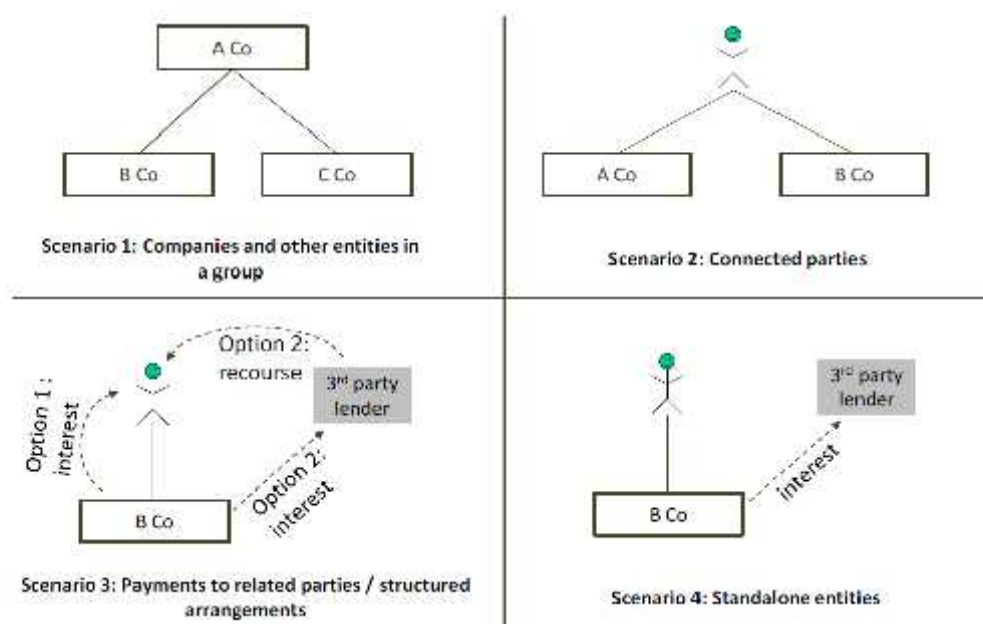 A Co
B Co
C Co
Scenario 1: Companies and other entities in
a group
A Co
B Co
Scenario 2: Connected parties
Option 2:
recourse
3rd party
lender
Option 1:
interest
Option 2:
interest
B Co
Scenario 3: Payments to related parties / structured
arrangements
3rd party
lender
interest
B Co
Scenario 4: Standalone entities